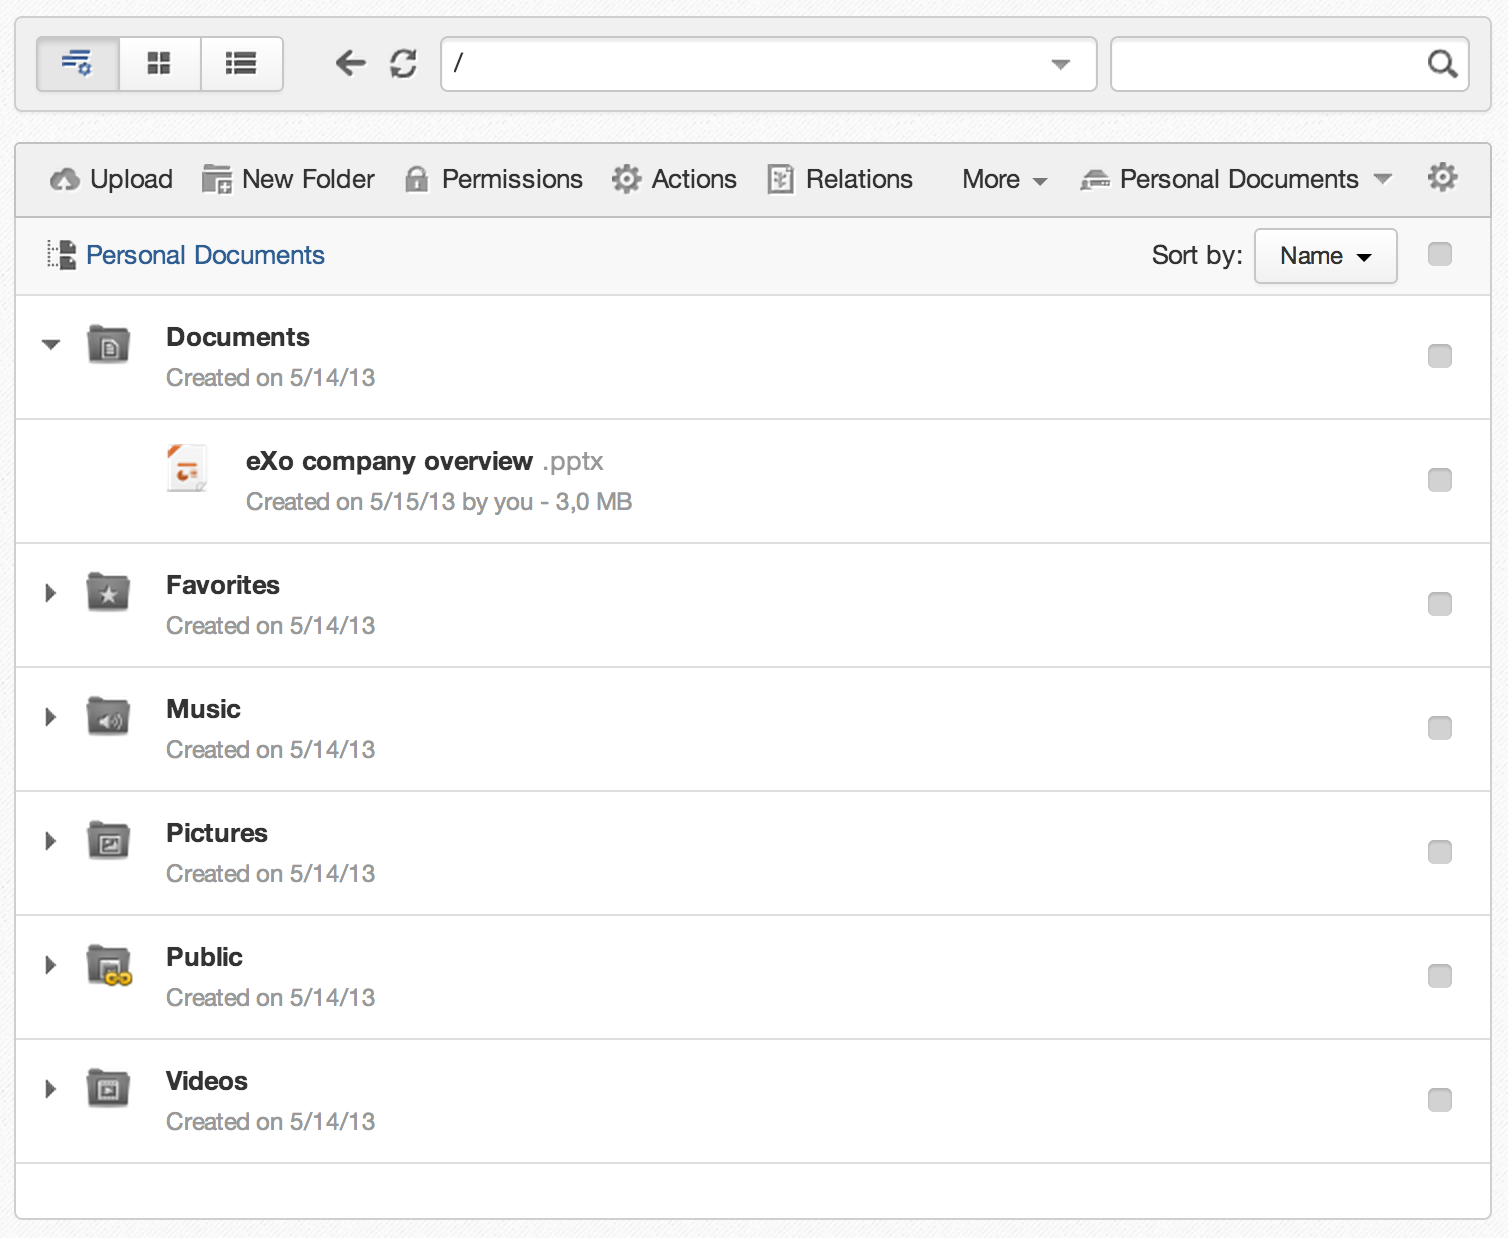 /
Upload New Folder Permissions Actions Relations More Personal Documents
Personal Documents Sort by: Name
Documents
Created on 5/14/13
eXo company overview .pptx
Created on 5/15/13 by you - 3,0 MB
Favorites
Created on 5/14/13
Music
Created on 5/14/13
Pictures
Created on 5/14/13
Public
Created on 5/14/13
Videos
Created on 5/14/13